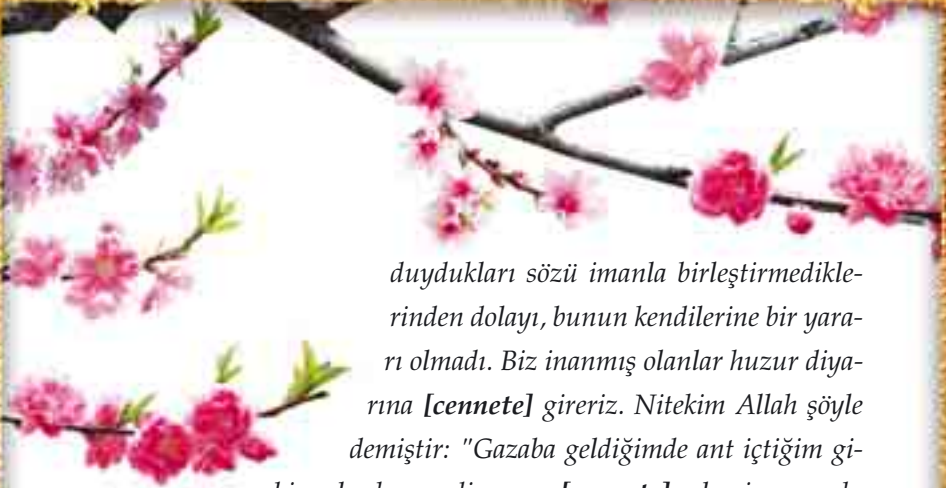 duydukları sözü imanla birleştirmedikle-
rinden dolayı, bunun kendilerine bir yara-
rı olmadı. Biz inanmış olanlar huzur diya-
rına [cennete] gireriz. Nitekim Allah şöyle
demiştir: "Gazaba geldiğimde ant içtiğim gi-